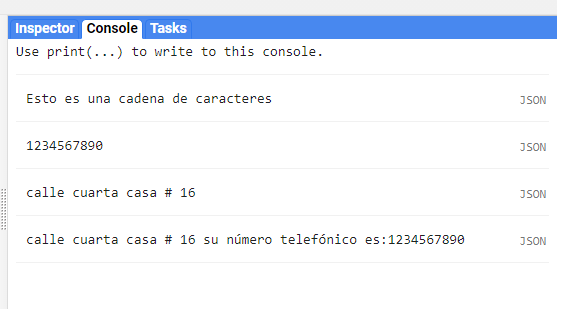 Inspector Console Tasks
Use print(...) to write to this console.
Esto es una cadena de caracteres JSON
1234567890 JSON
calle cuarta casa # 16 JSON
calle cuarta casa # 16 su número telefónico es:1234567890 JSON